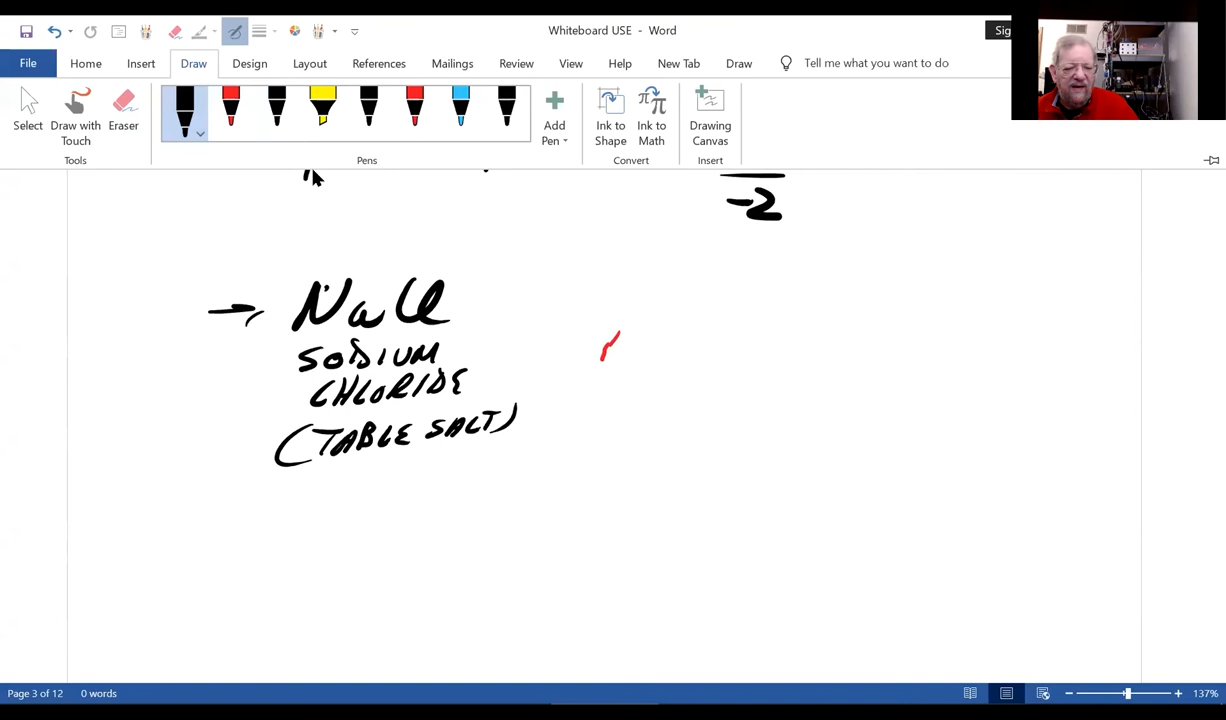 Whiteboard USE - Word
Sig
File Home Insert Draw Design Layout References Mailings Review View Help New Tab Draw Tell me what you want to do
Select Draw with Touch Eraser Add Pen Ink to Shape Ink to Math Drawing Canvas
Tools Pens Convert Insert
-2
→ NaCl
SODIUM
CHLORIDE
(TABLE SALT)
Page 3 of 12 0 words 137%